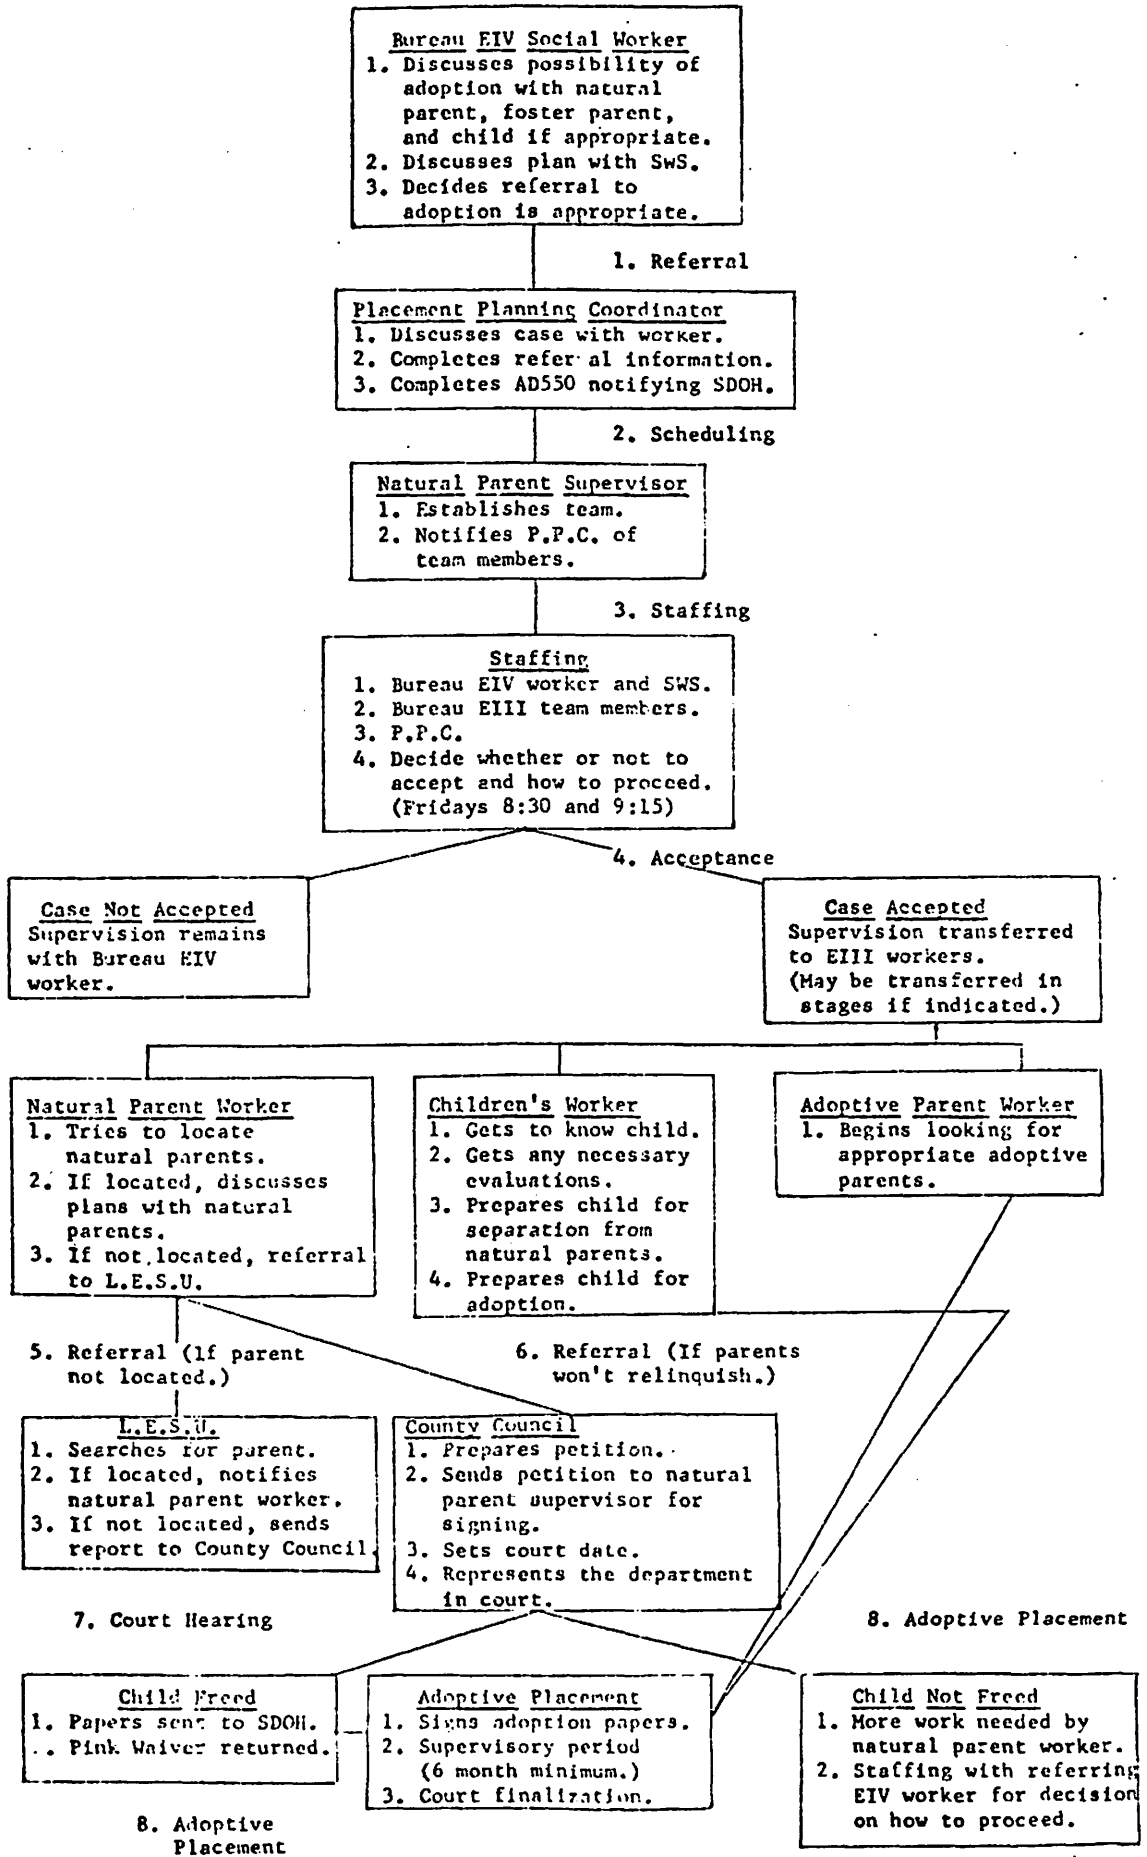 Bureau EIV Social Worker
1. Discusses possibility of
adoption with natural
parent, foster parent,
and child if appropriate.
2. Discusses plan with SwS.
3. Decides referral to
adoption is appropriate.
1. Referral
Placement Planning Coordinator
1. Discusses case with worker.
2. Completes refer al information.
3. Completes AD550 notifying SDOH.
2. Scheduling
Natural Parent Supervisor
1. Establishes team.
2. Notifies P.P.C. of
team members.
3. Staffing
Staffing
1. Bureau EIV worker and SWS.
2. Bureau EIII team members.
3. P.P.C.
4. Decide whether or not to
accept and how to proceed.
(Fridays 8:30 and 9:15)
4. Acceptance
Case Not Accepted
Supervision remains
with Bureau EIV
worker.
Case Accepted
Supervision transferred
to EIII workers.
(May be transferred in
stages if indicated.)
Natural Parent Worker
1. Tries to locate
natural parents.
2. If located, discusses
plans with natural
parents.
3. If not located, referral
to L.E.S.U.
Children's Worker
1. Gets to know child.
2. Gets any necessary
evaluations.
3. Prepares child for
separation from
natural parents.
4. Prepares child for
adoption.
Adoptive Parent Worker
1. Begins looking for
appropriate adoptive
parents.
5. Referral (If parent
not located.)
6. Referral (If parents
won't relinquish.)
L.E.S.U.
1. Searches for parent.
2. If located, notifies
natural parent worker.
3. If not located, sends
report to County Council.
County Council
1. Prepares petition.
2. Sends petition to natural
parent supervisor for
signing.
3. Sets court date.
4. Represents the department
in court.
7. Court Hearing
8. Adoptive Placement
Child Freed
1. Papers sent to SDOH.
.. Pink Waiver returned.
Adoptive Placement
1. Signs adoption papers.
2. Supervisory period
(6 month minimum.)
3. Court finalization.
Child Not Freed
1. More work needed by
natural parent worker.
2. Staffing with referring
EIV worker for decision
on how to proceed.
8. Adoptive
Placement